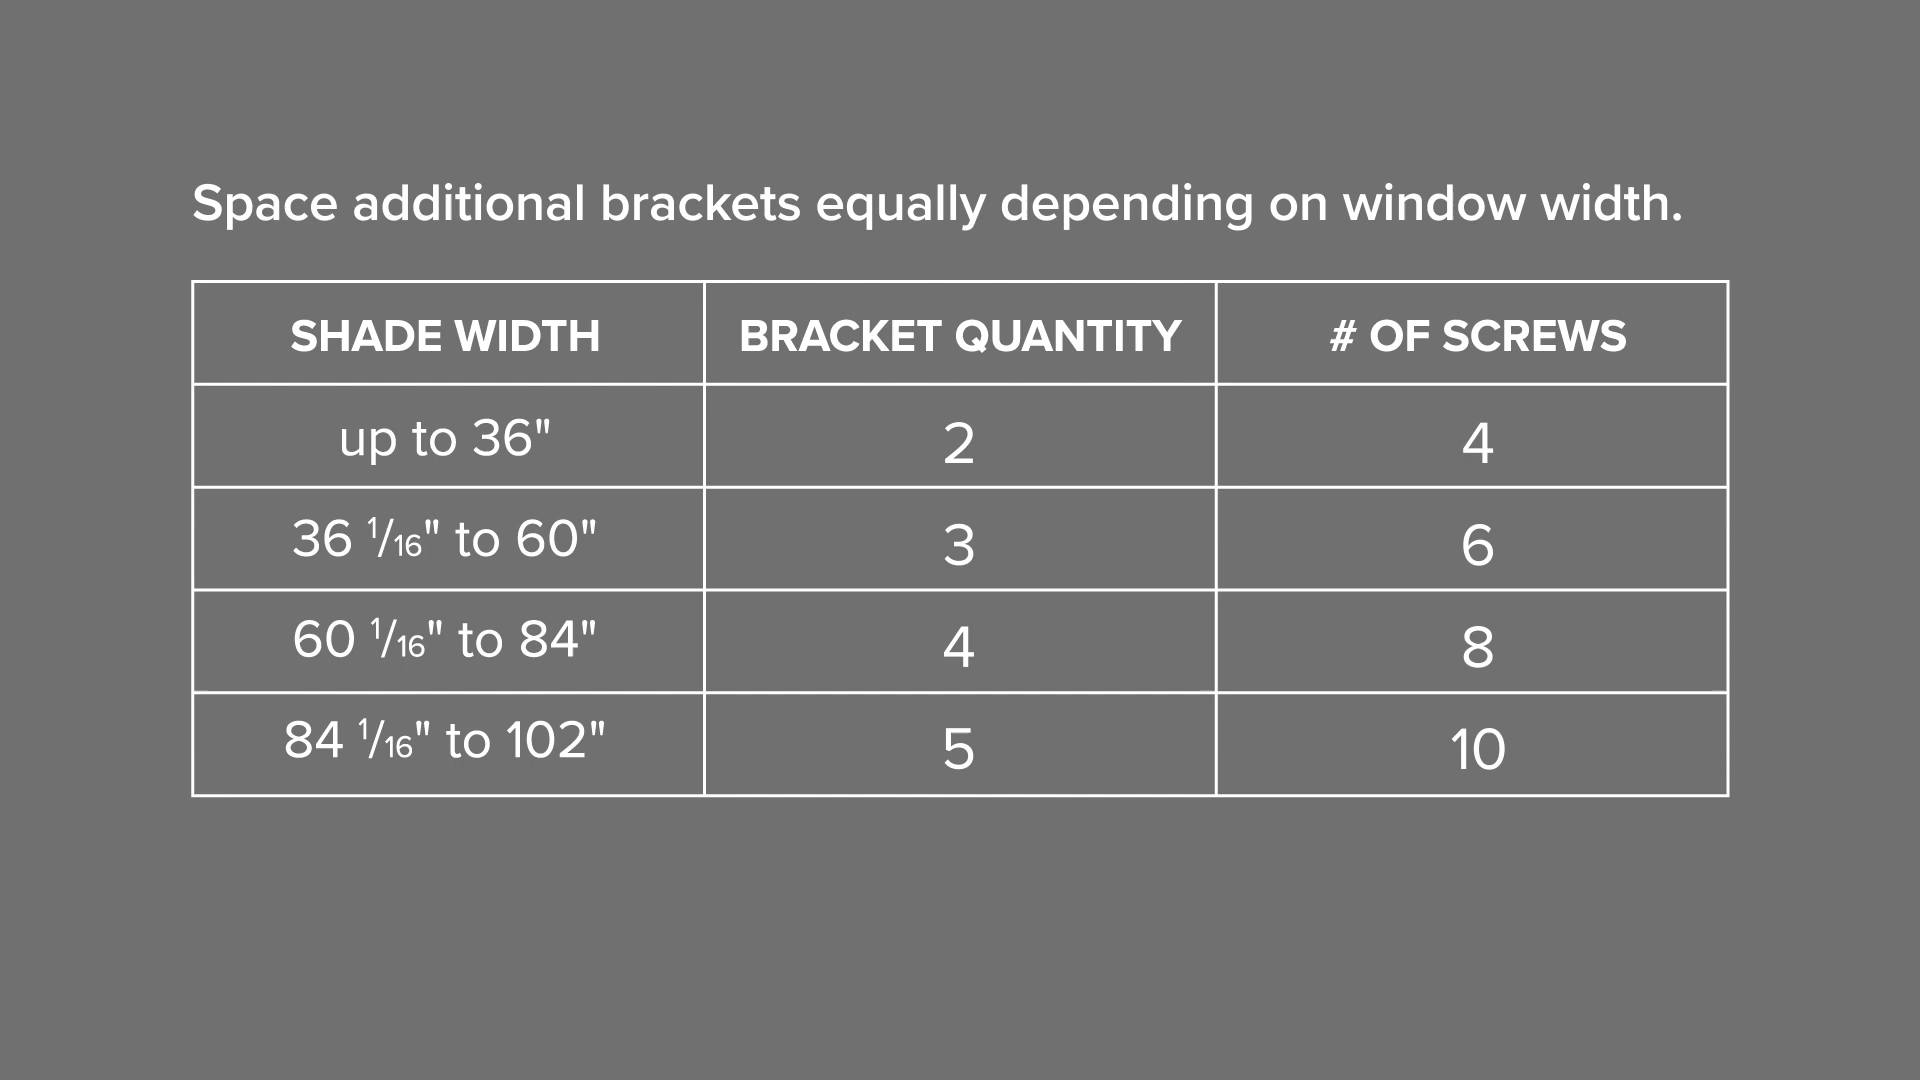 Space additional brackets equally depending on window width.
SHADE WIDTH BRACKET QUANTITY # OF SCREWS
up to 36" 2 4
36 1/16" to 60" 3 6
60 1/16" to 84" 4 8
84 1/16" to 102" 5 10